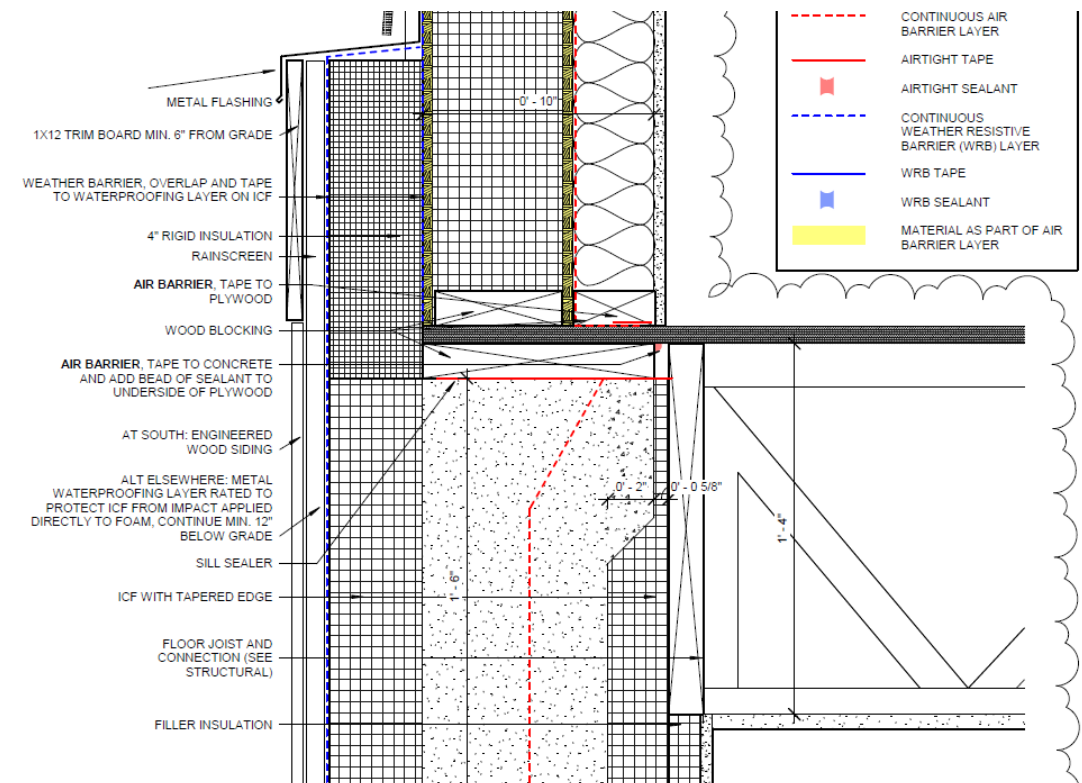 METAL FLASHING
1X12 TRIM BOARD MIN. 6" FROM GRADE
WEATHER BARRIER, OVERLAP AND TAPE
TO WATERPROOFING LAYER ON ICF
4" RIGID INSULATION
RAINSCREEN
AIR BARRIER, TAPE TO
PLYWOOD
WOOD BLOCKING
AIR BARRIER, TAPE TO CONCRETE
AND ADD BEAD OF SEALANT TO
UNDERSIDE OF PLYWOOD
AT SOUTH: ENGINEERED
WOOD SIDING
ALT ELSEWHERE: METAL
WATERPROOFING LAYER RATED TO
PROTECT ICF FROM IMPACT APPLIED
DIRECTLY TO FOAM, CONTINUE MIN. 12"
BELOW GRADE
SILL SEALER
ICF WITH TAPERED EDGE
FLOOR JOIST AND
CONNECTION (SEE
STRUCTURAL)
FILLER INSULATION
0' - 10"
0' - 2"
0' - 0 5/8"
1' - 6"
1' - 4"
CONTINUOUS AIR
BARRIER LAYER
AIRTIGHT TAPE
AIRTIGHT SEALANT
CONTINUOUS
WEATHER RESISTIVE
BARRIER (WRB) LAYER
WRB TAPE
WRB SEALANT
MATERIAL AS PART OF AIR
BARRIER LAYER